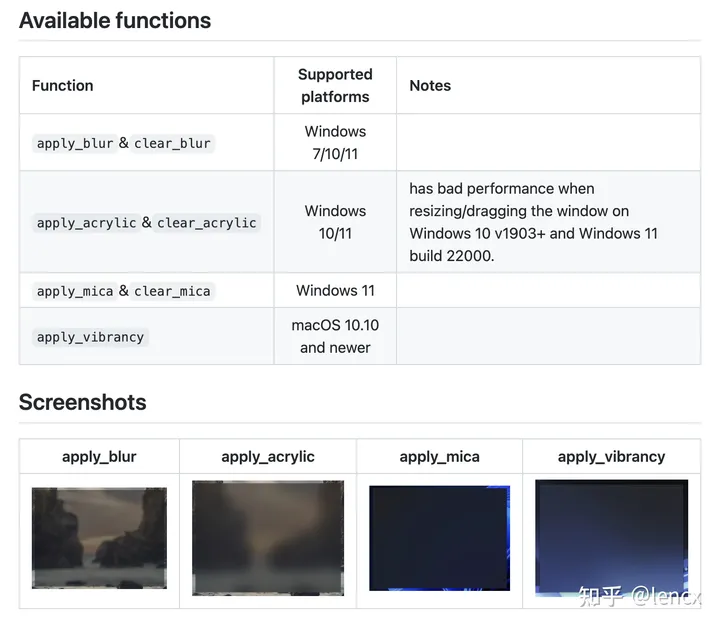 Available functions
Function
Supported
platforms
Notes
apply_blur & clear_blur
Windows
7/10/11
apply_acrylic & clear_acrylic
Windows
10/11
has bad performance when
resizing/dragging the window on
Windows 10 v1903+ and Windows 11
build 22000.
apply_mica & clear_mica
Windows 11
apply_vibrancy
macOS 10.10
and newer
Screenshots
apply_blur
apply_acrylic
apply_mica
apply_vibrancy
知乎 @lencx